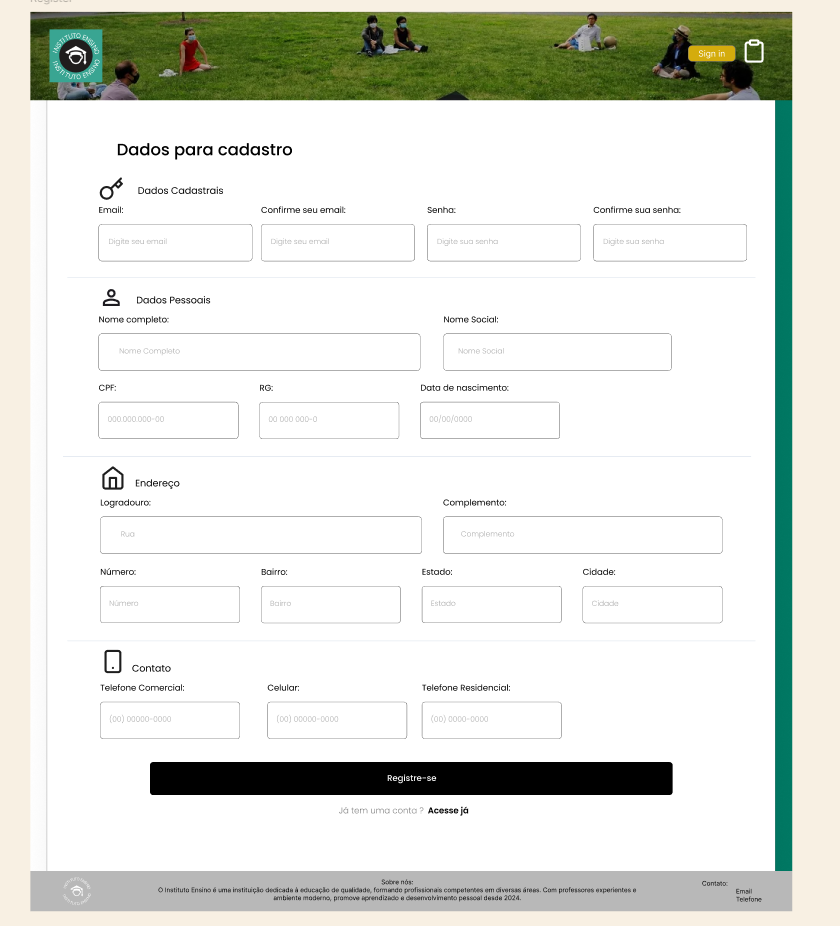 Register
INSTITUTO ENSINO
INSTITUTO ENSINO
Sign in
Dados para cadastro
Dados Cadastrais
Email: Confirme seu email: Senha: Confirme sua senha:
Digite seu email Digite seu email Digite sua senha Digite sua senha
Dados Pessoais
Nome completo: Nome Social:
Nome Completo Nome Social
CPF: RG: Data de nascimento:
000.000.000-00 00.000.000-0 00/00/0000
Endereço
Logradouro: Complemento:
Rua Complemento
Número: Bairro: Estado: Cidade:
Número Bairro Estado Cidade
Contato
Telefone Comercial: Celular: Telefone Residencial:
(00) 00000-0000 (00) 00000-0000 (00) 0000-0000
Registre-se
Já tem uma conta ? Acesse já
Sobre nós:
O Instituto Ensino é uma instituição dedicada à educação de qualidade, formando profissionais competentes em diversas áreas. Com professores experientes e
ambiente moderno, promove aprendizado e desenvolvimento pessoal desde 2024.
Contato:
Email
Telefone